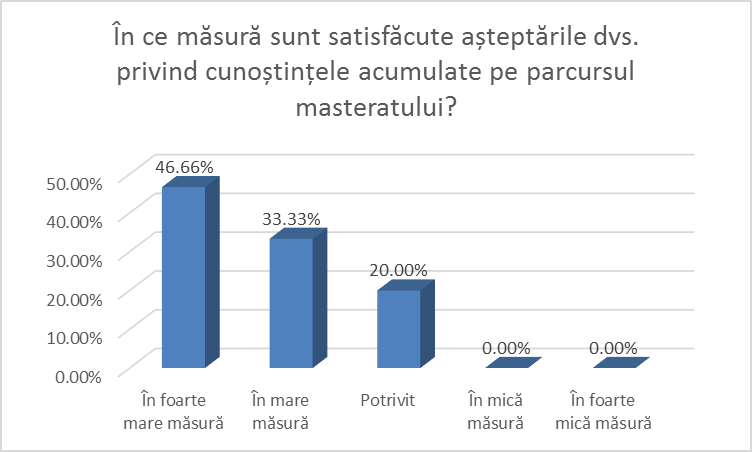 În ce măsură sunt satisfăcute așteptările dvs.
privind cunoștințele acumulate pe parcursul
masteratului?
46.66%
33.33%
20.00%
0.00%
0.00%
50.00%
40.00%
30.00%
20.00%
10.00%
0.00%
În foarte
mare măsură
În mare
măsură
Potrivit
În mică
măsură
În foarte
mică măsură